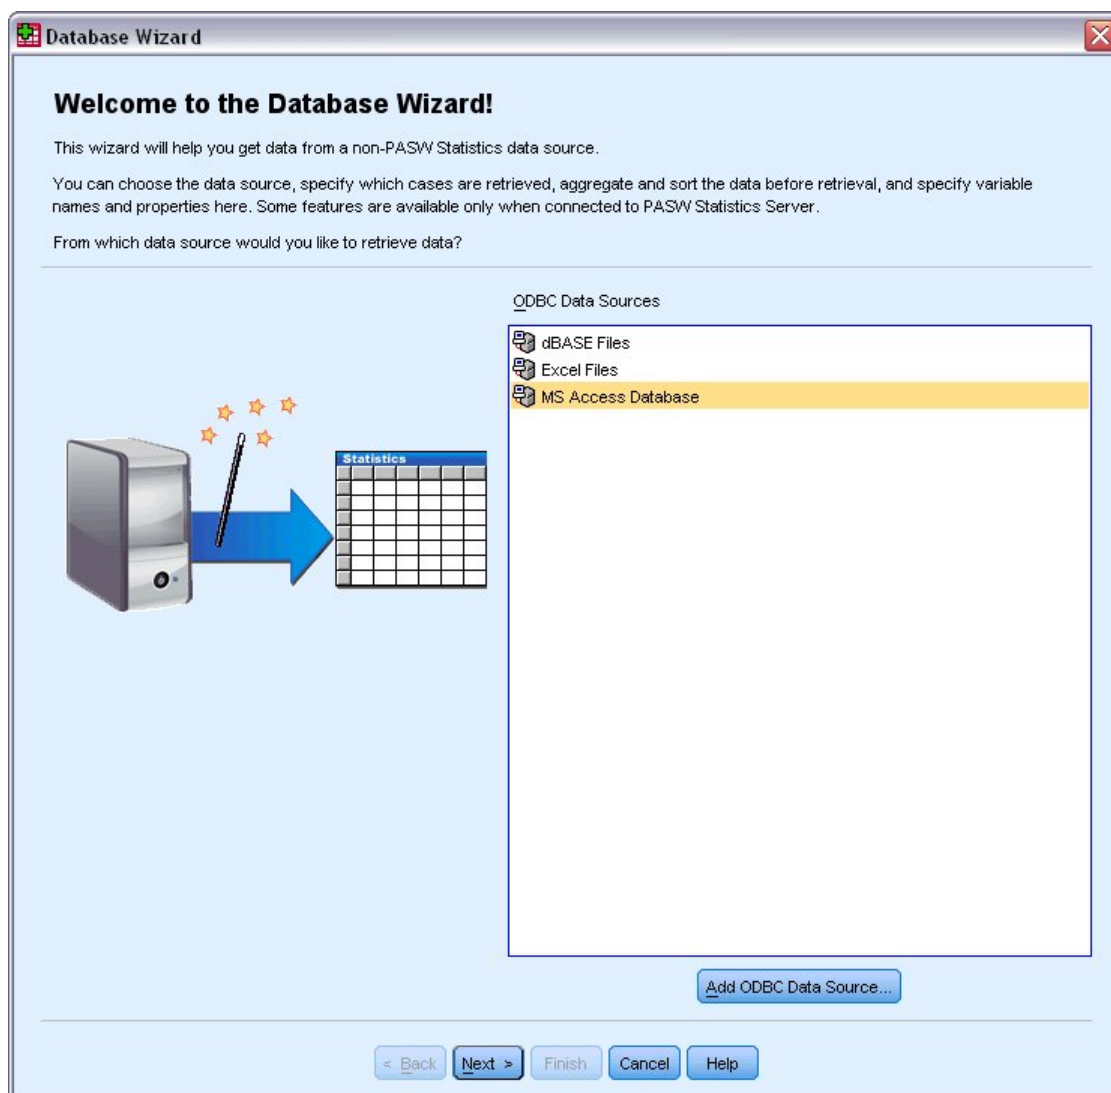 Database Wizard
Welcome to the Database Wizard!
This wizard will help you get data from a non-PASW Statistics data source.
You can choose the data source, specify which cases are retrieved, aggregate and sort the data before retrieval, and specify variable
names and properties here. Some features are available only when connected to PASW Statistics Server.
From which data source would you like to retrieve data?
ODBC Data Sources
dBASE Files
Excel Files
MS Access Database
Statistics
Add ODBC Data Source...
< Back
Next >
Finish
Cancel
Help